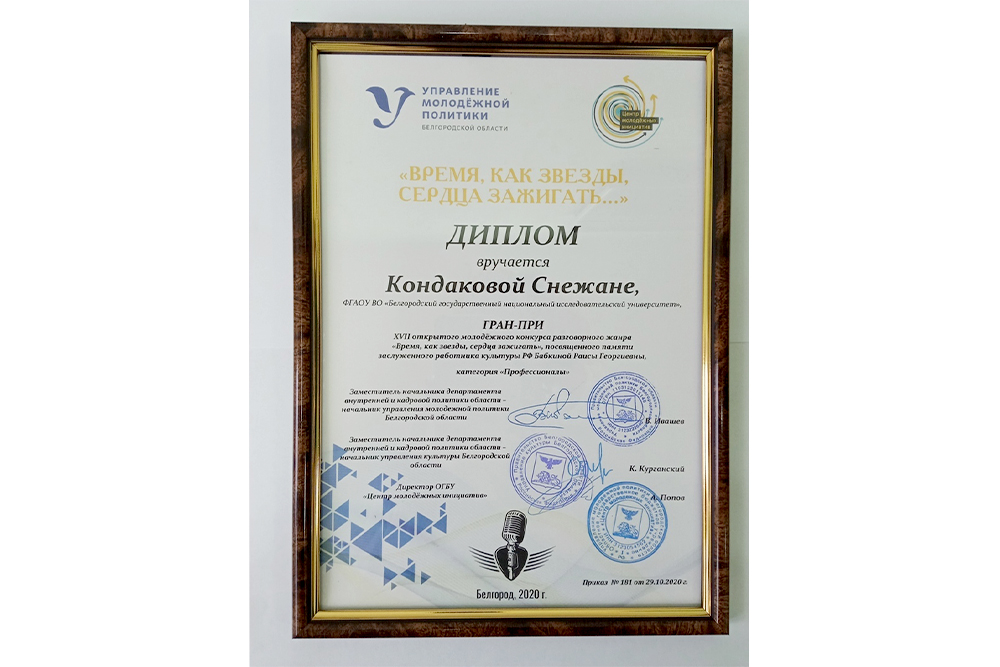 УПРАВЛЕНИЕ
МОЛОДЁЖНОЙ
ПОЛИТИКИ
БЕЛГОРОДСКОЙ ОБЛАСТИ
Центр
молодёжных
инициатив
«ВРЕМЯ, КАК ЗВЕЗДЫ,
СЕРДЦА ЗАЖИГАТЬ...»
ДИПЛОМ
вручается
Кондаковой Снежане,
ФГАОУ ВО «Белгородский государственный национальный исследовательский университет»,
ГРАН-ПРИ
XVII открытого молодёжного конкурса разговорного жанра
«Время, как звезды, сердца зажигать», посвященного памяти
заслуженного работника культуры РФ Бабкиной Раисы Георгиевны,
категория «Профессионалы»
Заместитель начальника департамента
внутренней и кадровой политики области –
начальник управления молодежной политики
Белгородской области
В. Ивашев
Заместитель начальника департамента
внутренней и кадровой политики области –
начальник управления культуры Белгородской
области
К. Курганский
Директор ОГБУ
«Центр молодёжных инициатив»
А. Попов
Приказ № 181 от 29.10.2020 г.
Белгород, 2020 г.